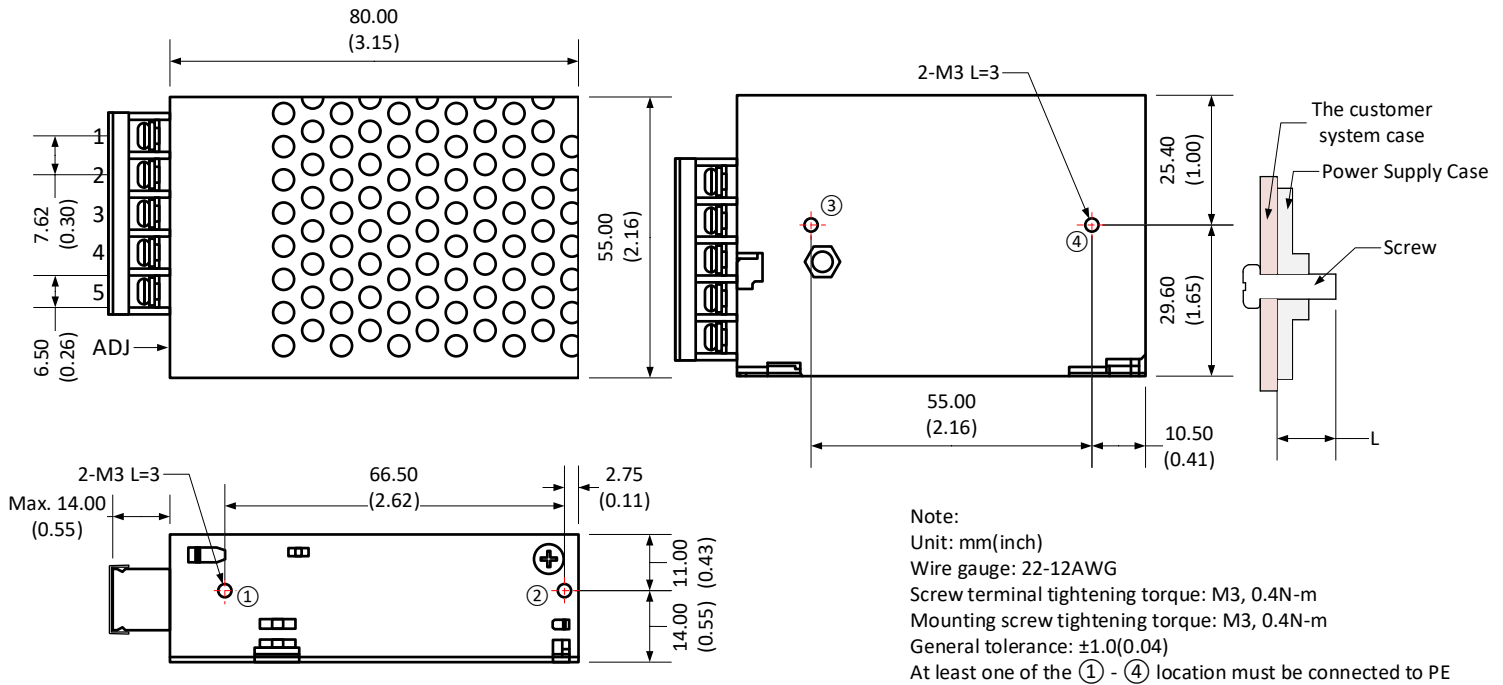 80.00
(3.15)
1
2
3
4
5
7.62
(0.30)
6.50
(0.26)
ADJ
55.00
(2.16)
2-M3 L=3
③
④
25.40
(1.00)
29.60
(1.65)
55.00
(2.16)
10.50
(0.41)
The customer
system case
Power Supply Case
Screw
L
2-M3 L=3
Max. 14.00
(0.55)
66.50
(2.62)
2.75
(0.11)
①
②
11.00
(0.43)
14.00
(0.55)
Note:
Unit: mm(inch)
Wire gauge: 22-12AWG
Screw terminal tightening torque: M3, 0.4N-m
Mounting screw tightening torque: M3, 0.4N-m
General tolerance: ±1.0(0.04)
At least one of the ① - ④ location must be connected to PE